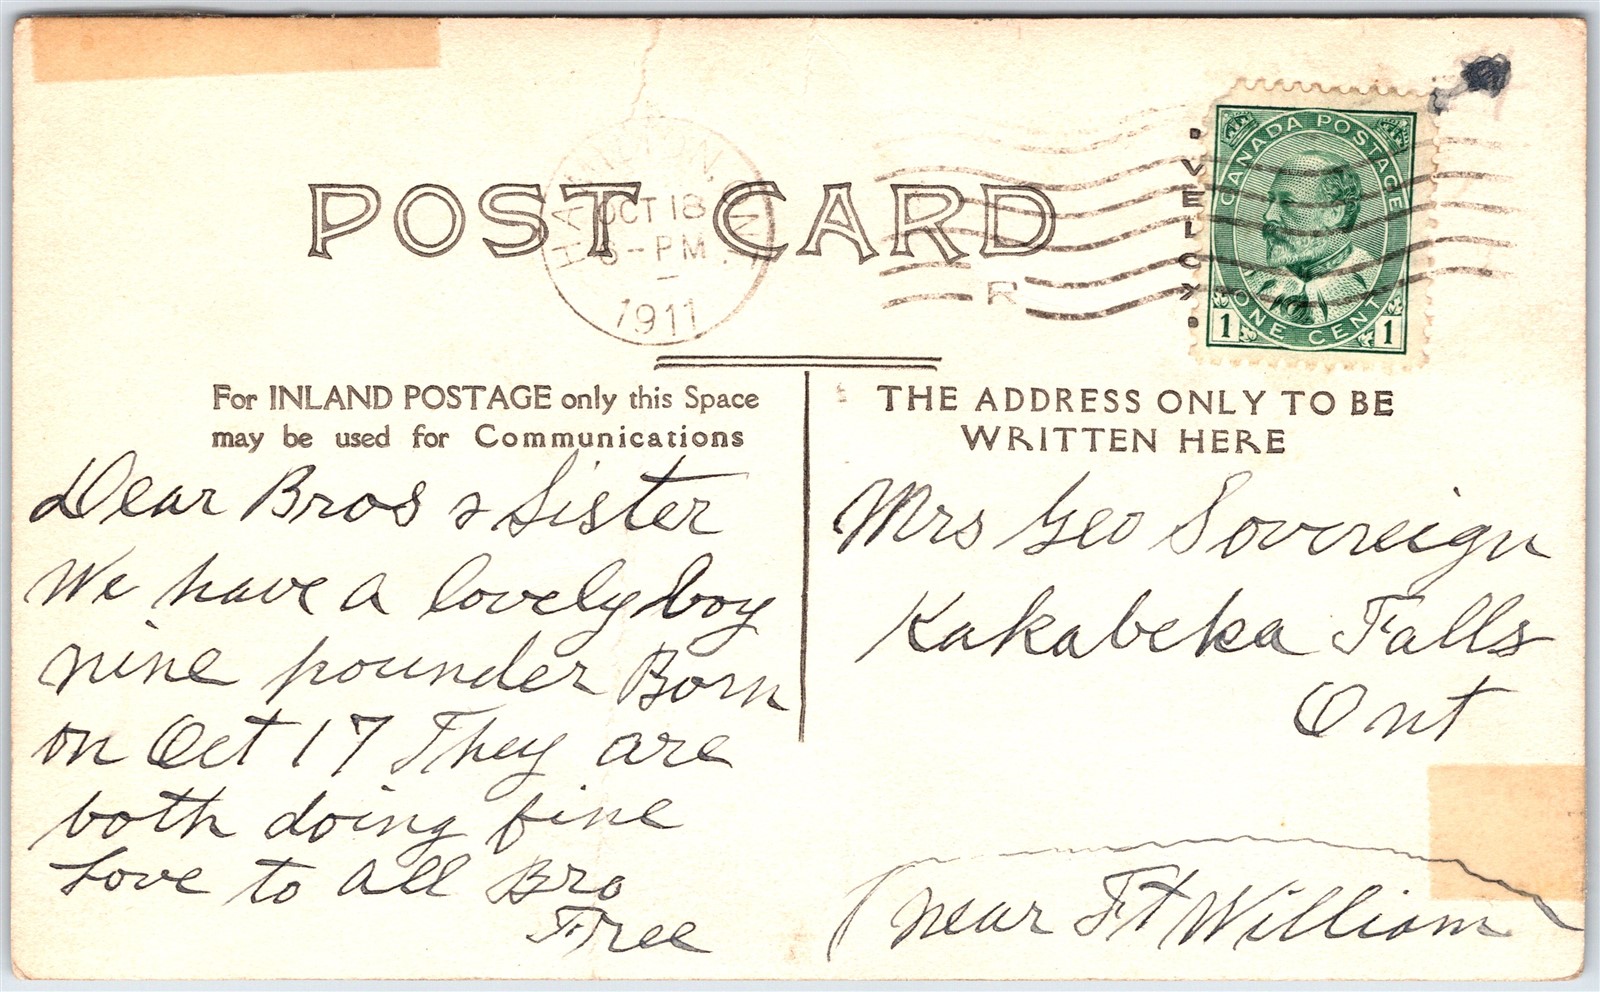 POST CARD
HAMILTON, ONT.
OCT 18
PM
1911
R
VELOX
CANADA POSTAGE
ONE CENT
1 1
For INLAND POSTAGE only this Space
may be used for Communications
THE ADDRESS ONLY TO BE
WRITTEN HERE
Dear Bros & Sister
We have a lovely boy
nine pounder Born
on Oct 17 They are
both doing fine
Love to all Bro
Free
Mrs Geo Sovereign
Kakabeka Falls
Ont
near Ft William